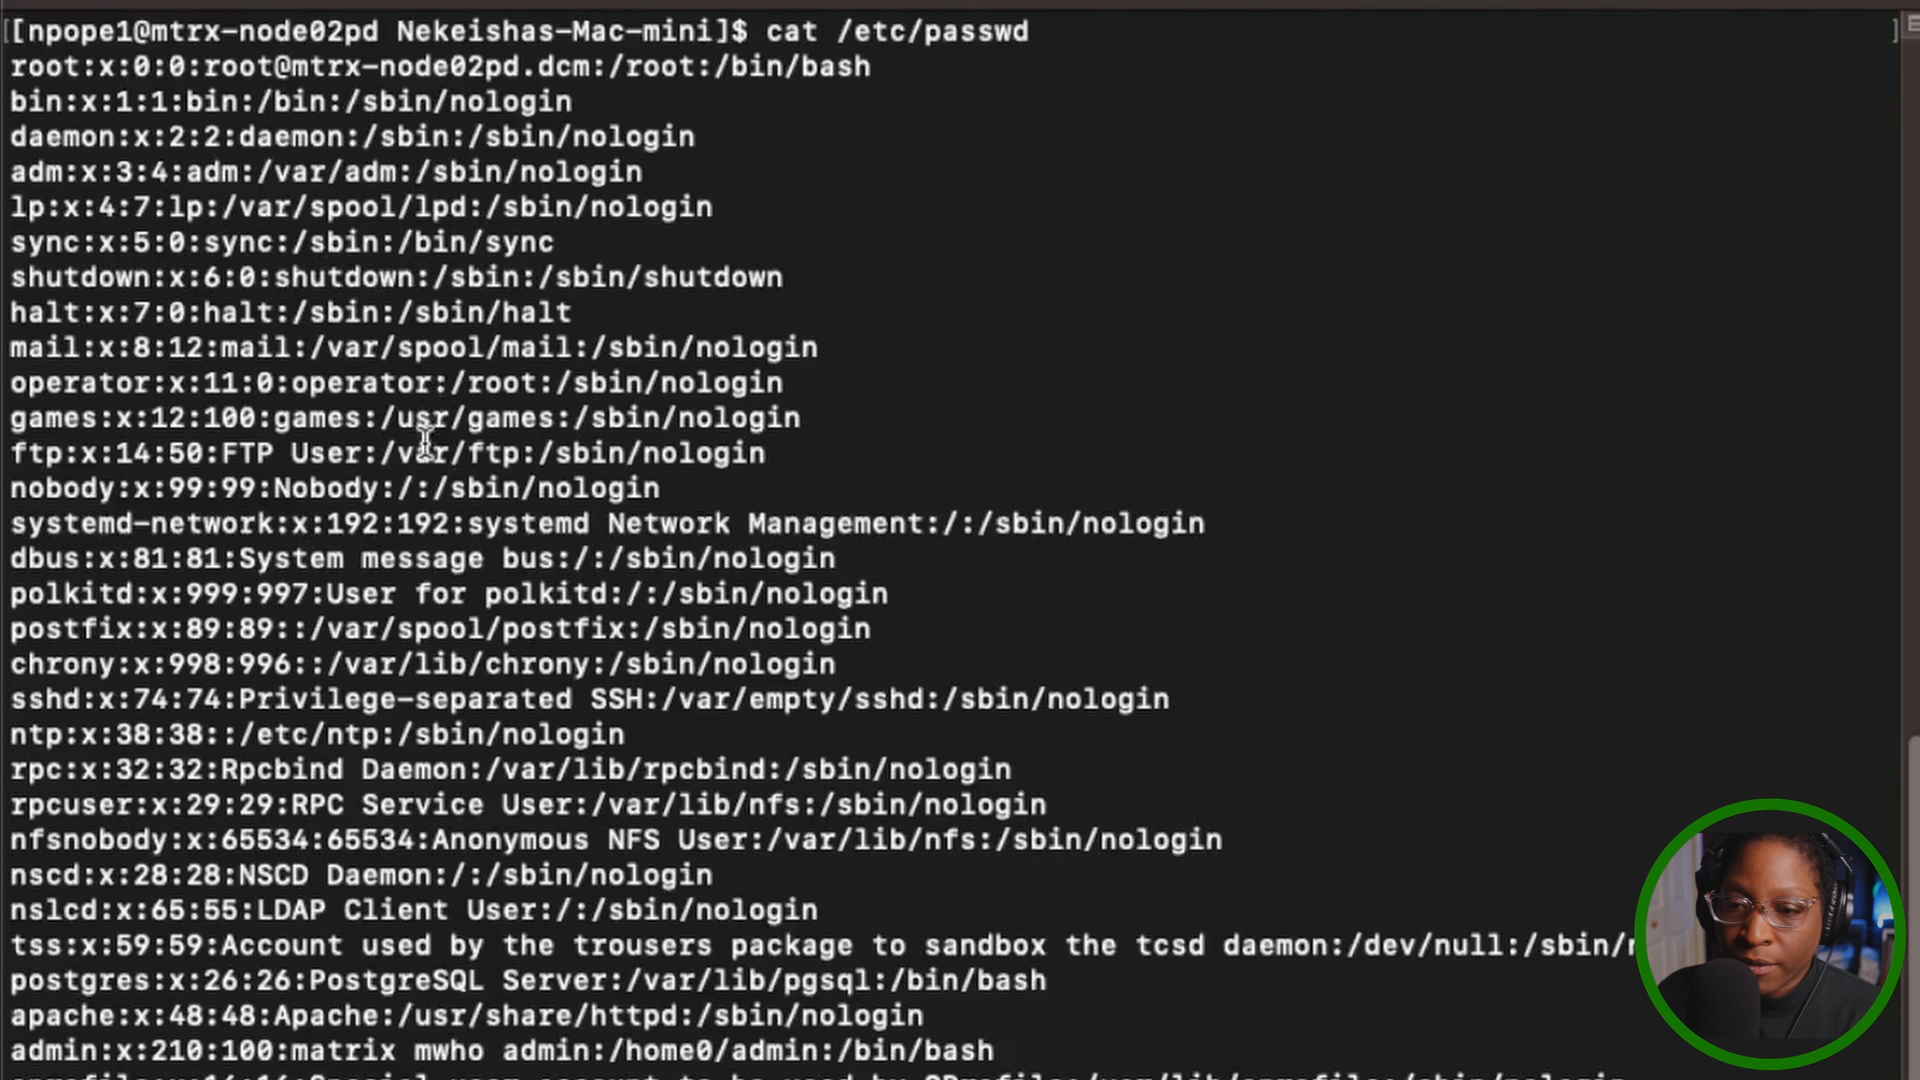 [[npope1@mtrx-node02pd Nekeishas-Mac-mini]$ cat /etc/passwd ]
root:x:0:0:root@mtrx-node02pd.dcm:/root:/bin/bash
bin:x:1:1:bin:/bin:/sbin/nologin
daemon:x:2:2:daemon:/sbin:/sbin/nologin
adm:x:3:4:adm:/var/adm:/sbin/nologin
lp:x:4:7:lp:/var/spool/lpd:/sbin/nologin
sync:x:5:0:sync:/sbin:/bin/sync
shutdown:x:6:0:shutdown:/sbin:/sbin/shutdown
halt:x:7:0:halt:/sbin:/sbin/halt
mail:x:8:12:mail:/var/spool/mail:/sbin/nologin
operator:x:11:0:operator:/root:/sbin/nologin
games:x:12:100:games:/usr/games:/sbin/nologin
ftp:x:14:50:FTP User:/var/ftp:/sbin/nologin
nobody:x:99:99:Nobody:/:/sbin/nologin
systemd-network:x:192:192:systemd Network Management:/:/sbin/nologin
dbus:x:81:81:System message bus:/:/sbin/nologin
polkitd:x:999:997:User for polkitd:/:/sbin/nologin
postfix:x:89:89::/var/spool/postfix:/sbin/nologin
chrony:x:998:996::/var/lib/chrony:/sbin/nologin
sshd:x:74:74:Privilege-separated SSH:/var/empty/sshd:/sbin/nologin
ntp:x:38:38::/etc/ntp:/sbin/nologin
rpc:x:32:32:Rpcbind Daemon:/var/lib/rpcbind:/sbin/nologin
rpcuser:x:29:29:RPC Service User:/var/lib/nfs:/sbin/nologin
nfsnobody:x:65534:65534:Anonymous NFS User:/var/lib/nfs:/sbin/nologin
nscd:x:28:28:NSCD Daemon:/:/sbin/nologin
nslcd:x:65:55:LDAP Client User:/:/sbin/nologin
tss:x:59:59:Account used by the trousers package to sandbox the tcsd daemon:/dev/null:/sbin/
postgres:x:26:26:PostgreSQL Server:/var/lib/pgsql:/bin/bash
apache:x:48:48:Apache:/usr/share/httpd:/sbin/nologin
admin:x:210:100:matrix mwho admin:/home0/admin:/bin/bash